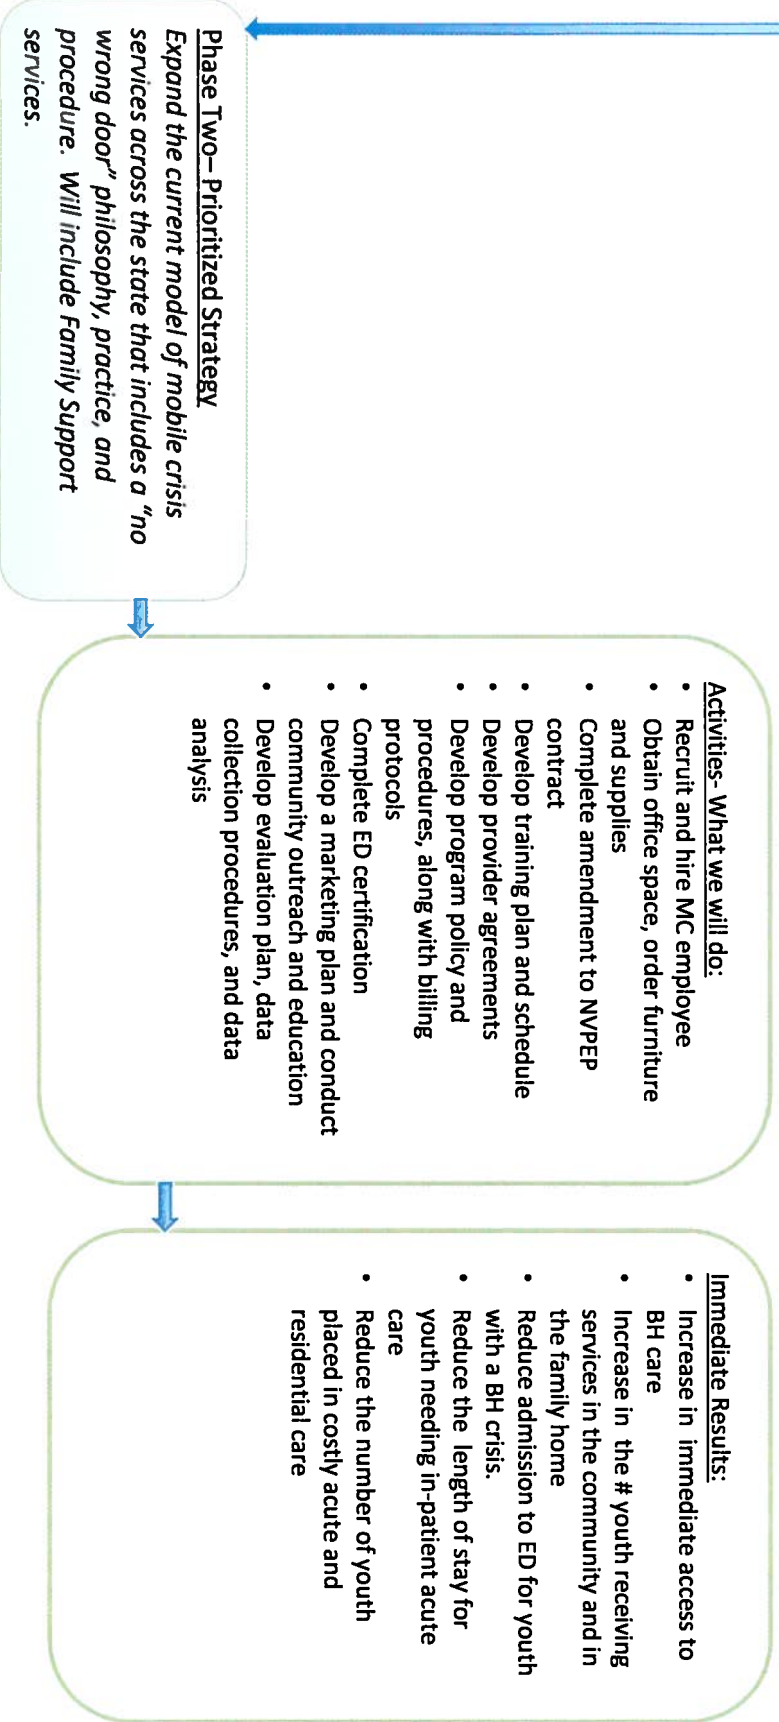 Phase Two– Prioritized Strategy
Expand the current model of mobile crisis
services across the state that includes a "no
wrong door" philosophy, practice, and
procedure.  Will include Family Support
services.
Activities- What we will do:
• Recruit and hire MC employee
• Obtain office space, order furniture
and supplies
• Complete amendment to NVPEP
contract
• Develop training plan and schedule
• Develop provider agreements
• Develop program policy and
procedures, along with billing
protocols
• Complete ED certification
• Develop a marketing plan and conduct
community outreach and education
• Develop evaluation plan, data
collection procedures, and data
analysis
Immediate Results:
• Increase in  immediate access to
BH care
• Increase in  the # youth receiving
services in the community and in
the family home
• Reduce admission to ED for youth
with a BH crisis.
• Reduce the  length of stay for
youth needing in-patient acute
care
• Reduce the number of youth
placed in costly acute and
residential care